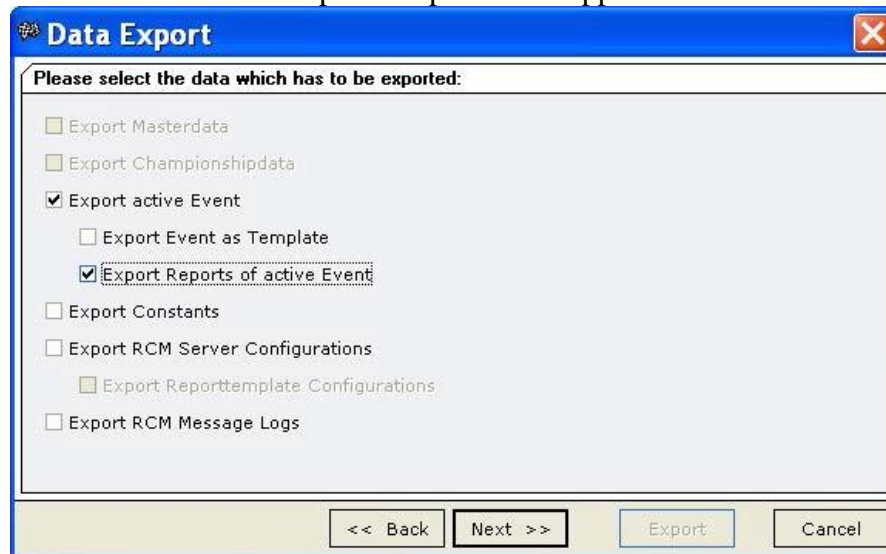 Data Export
Please select the data which has to be exported:
Export Masterdata
Export Championshipdata
Export active Event
Export Event as Template
Export Reports of active Event
Export Constants
Export RCM Server Configurations
Export Reporttemplate Configurations
Export RCM Message Logs
<< Back Next >> Export Cancel